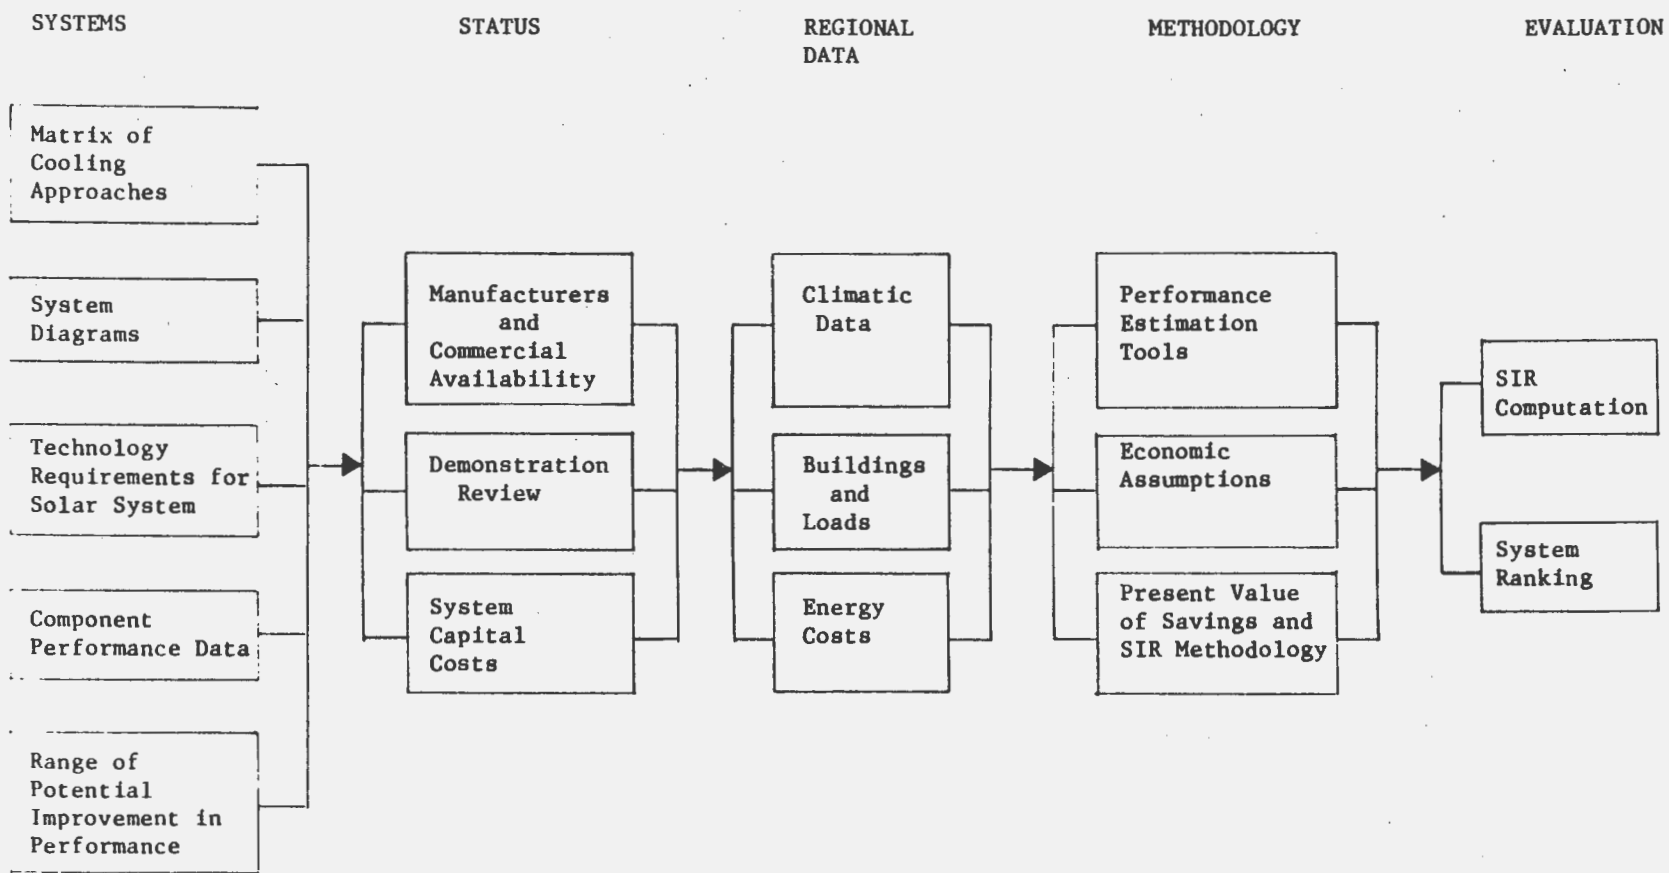 SYSTEMS
STATUS
REGIONAL
DATA
METHODOLOGY
EVALUATION
Matrix of
Cooling
Approaches
System
Diagrams
Technology
Requirements for
Solar System
Component
Performance Data
Range of
Potential
Improvement in
Performance
Manufacturers
and
Commercial
Availability
Demonstration
Review
System
Capital
Costs
Climatic
Data
Buildings
and
Loads
Energy
Costs
Performance
Estimation
Tools
Economic
Assumptions
Present Value
of Savings and
SIR Methodology
SIR
Computation
System
Ranking